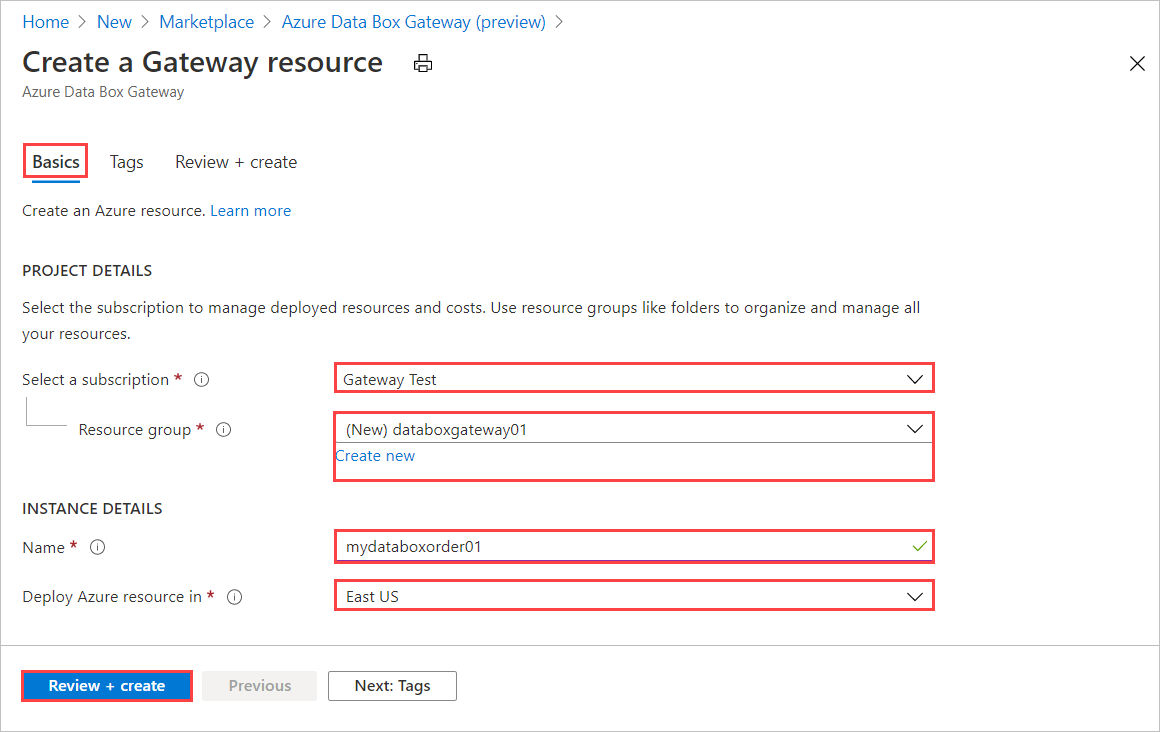 Home > New > Marketplace > Azure Data Box Gateway (preview) >
Create a Gateway resource
Azure Data Box Gateway
Basics Tags Review + create
Create an Azure resource. Learn more
PROJECT DETAILS
Select the subscription to manage deployed resources and costs. Use resource groups like folders to organize and manage all
your resources.
Select a subscription * Gateway Test
Resource group * (New) databoxgateway01
Create new
INSTANCE DETAILS
Name * mydataboxorder01
Deploy Azure resource in * East US
Review + create Previous Next: Tags